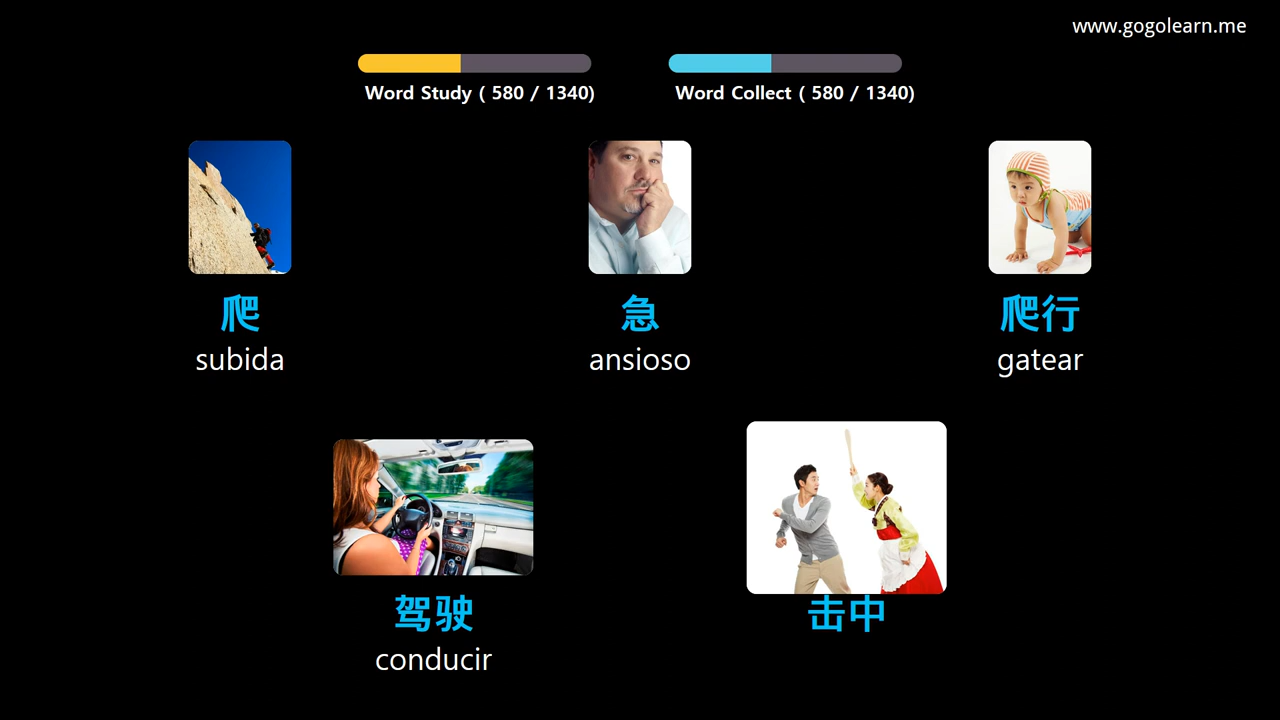 www.gogolearn.me
Word Study ( 580 / 1340)
Word Collect ( 580 / 1340)
爬
subida
急
ansioso
爬行
gatear
驾驶
conducir
击中